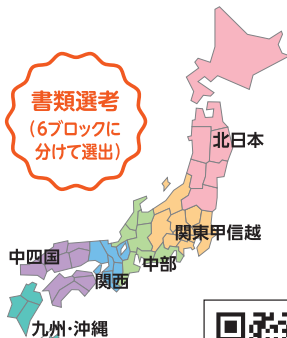 書類選考
(6ブロックに
分けて選出)
北日本
関東甲信越
中部
関西
中四国
九州・沖縄